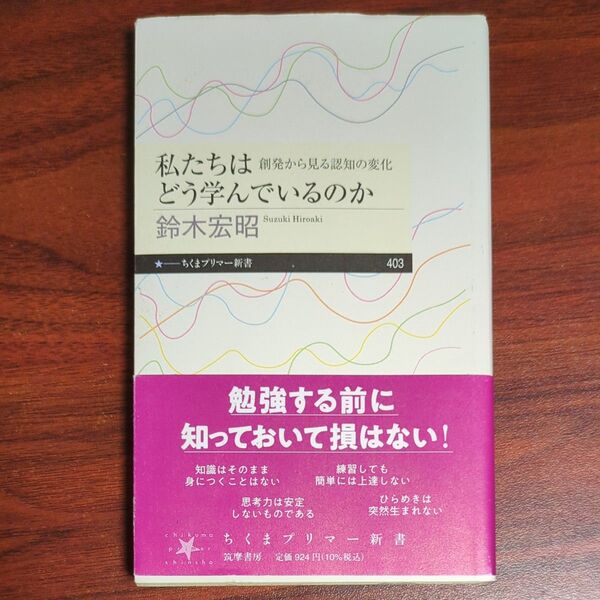 私たちは 創発から見る認知の変化
どう学んでいるのか
鈴木宏昭 Suzuki Hiroaki
★──ちくまプリマー新書 403
勉強する前に
知っておいて損はない!
知識はそのまま
身につくことはない
練習しても
簡単には上達しない
思考力は安定
しないものである
ひらめきは
突然生まれない
chikuma
primer
shinsho
ちくまプリマー新書
筑摩書房 定価924円(10%税込)